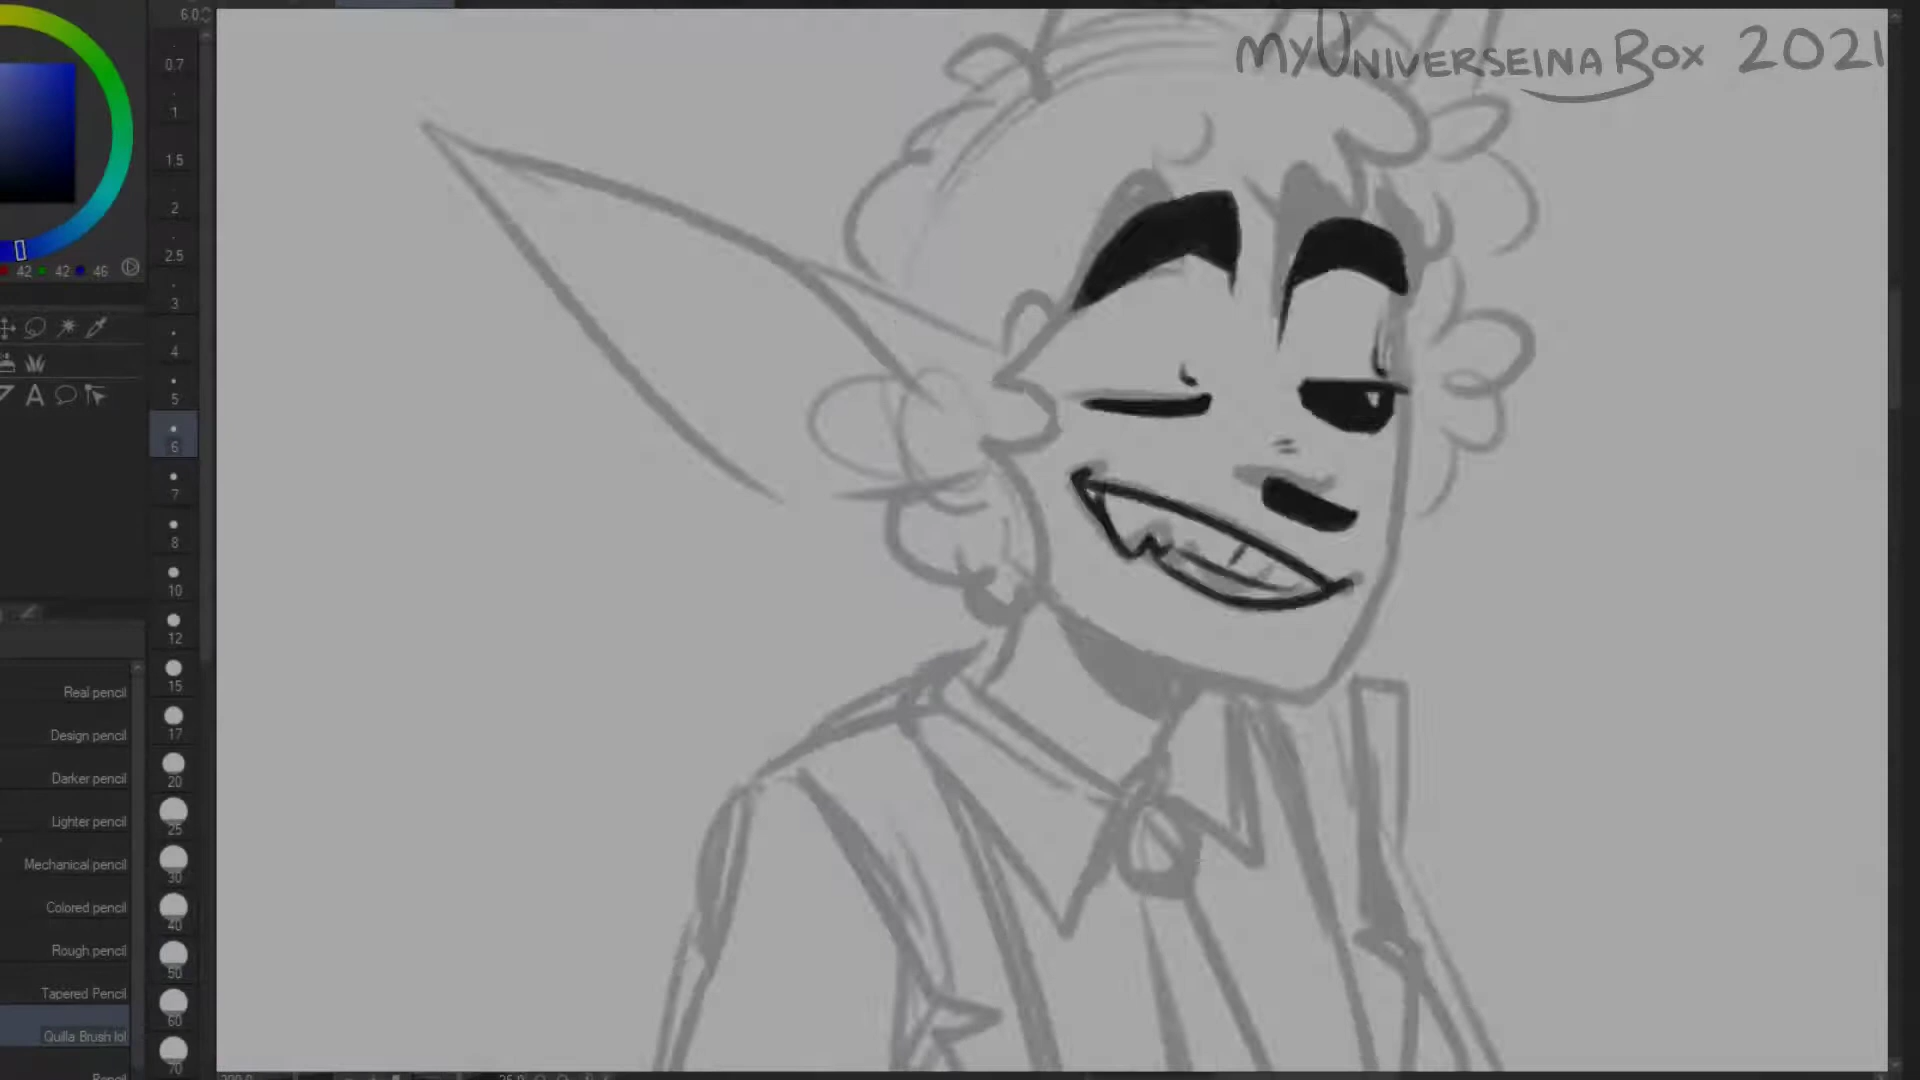 6.0
MYUNIVERSEINABOX 2021
0.7
1
1.5
2
2.5
42 42 46
3
4
5
6
7
8
10
12
15
17
20
25
30
40
50
60
70
A
Real pencil
Design pencil
Darker pencil
Lighter pencil
Mechanical pencil
Colored pencil
Rough pencil
Tapered Pencil
Quilla Brush lol
Pencil